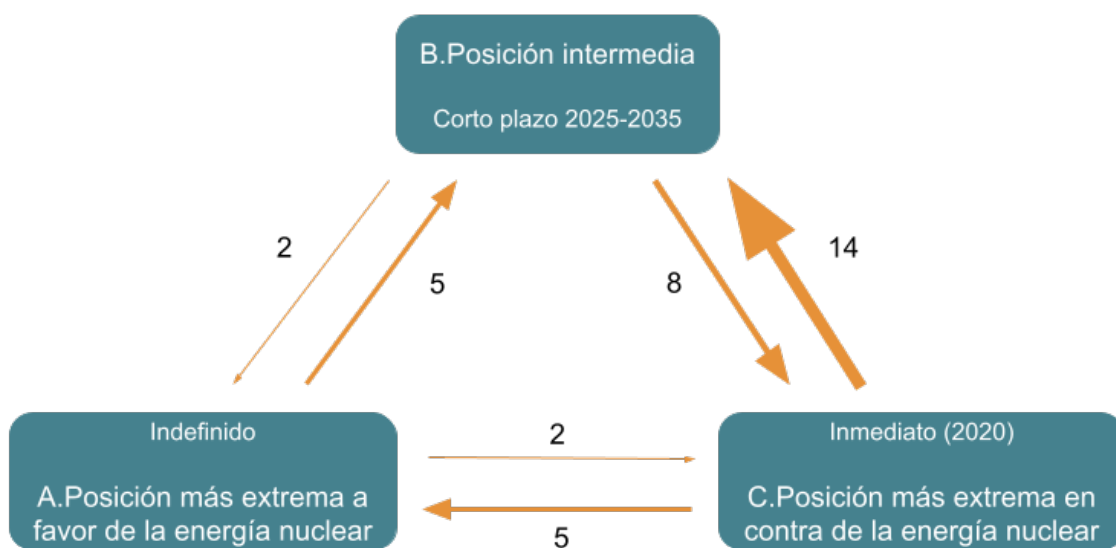 B.Posición intermedia
Corto plazo 2025-2035
2
5
8
14
Indefinido
A.Posición más extrema a
favor de la energía nuclear
2
5
Inmediato (2020)
C.Posición más extrema en
contra de la energía nuclear